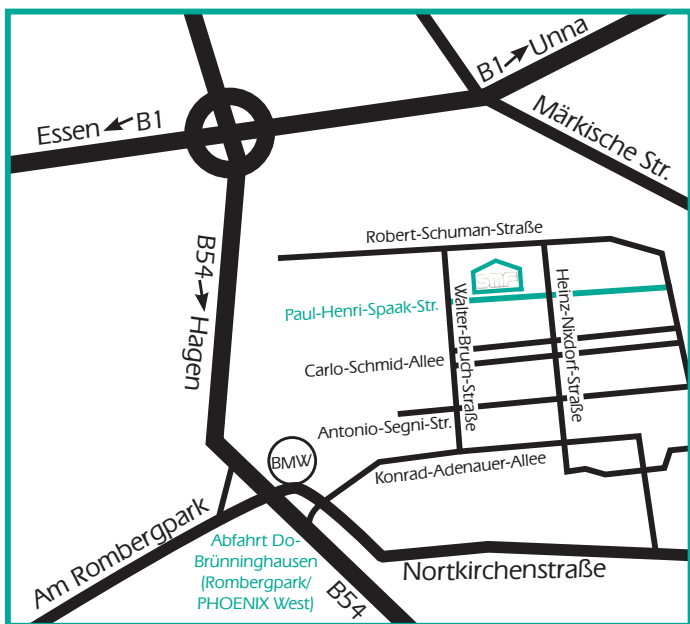 B1 → Unna
Essen ← B1
Märkische Str.
Robert-Schuman-Straße
B54 → Hagen
smf
Paul-Henri-Spaak-Str.
Walter-Bruch-Straße
Heinz-Nixdorf-Straße
Carlo-Schmid-Allee
Antonio-Segni-Str.
BMW
Konrad-Adenauer-Allee
Am Rombergpark
Abfahrt Do-
Brünninghausen
(Rombergpark/
PHOENIX West)
B54
Nortkirchenstraße